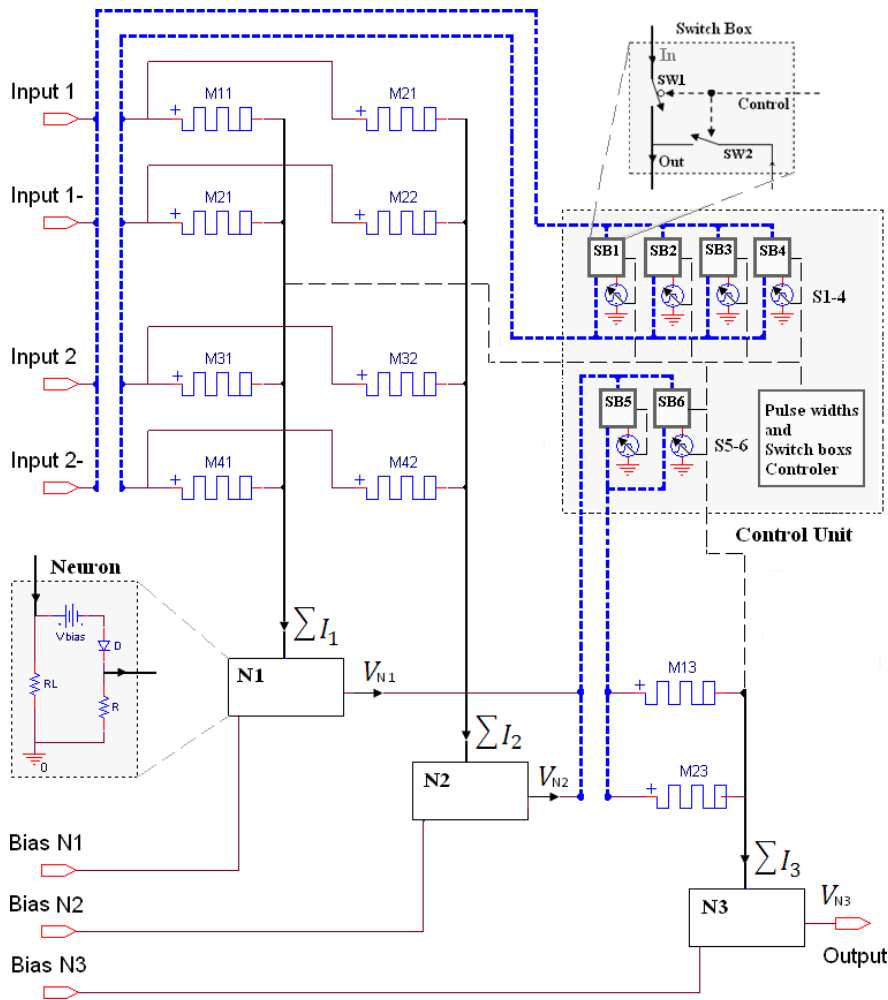 Switch Box
In
SW1
Control
Out
SW2
Input 1
+ M11
M21
+
Input 1-
+ M21
+ M22
SB1 SB2 SB3 SB4
S1-4
Input 2
+ M31
+ M32
SB5 SB6
S5-6
Pulse widths
and
Switch boxs
Controler
Input 2-
+ M41
+ M42
Control Unit
Neuron
Vbias
D
RL
R
0
∑I₁
N1
V_N1
+ M13
∑I₂
N2
V_N2
+ M23
Bias N1
∑I₃
Bias N2
N3
V_N3
Output
Bias N3